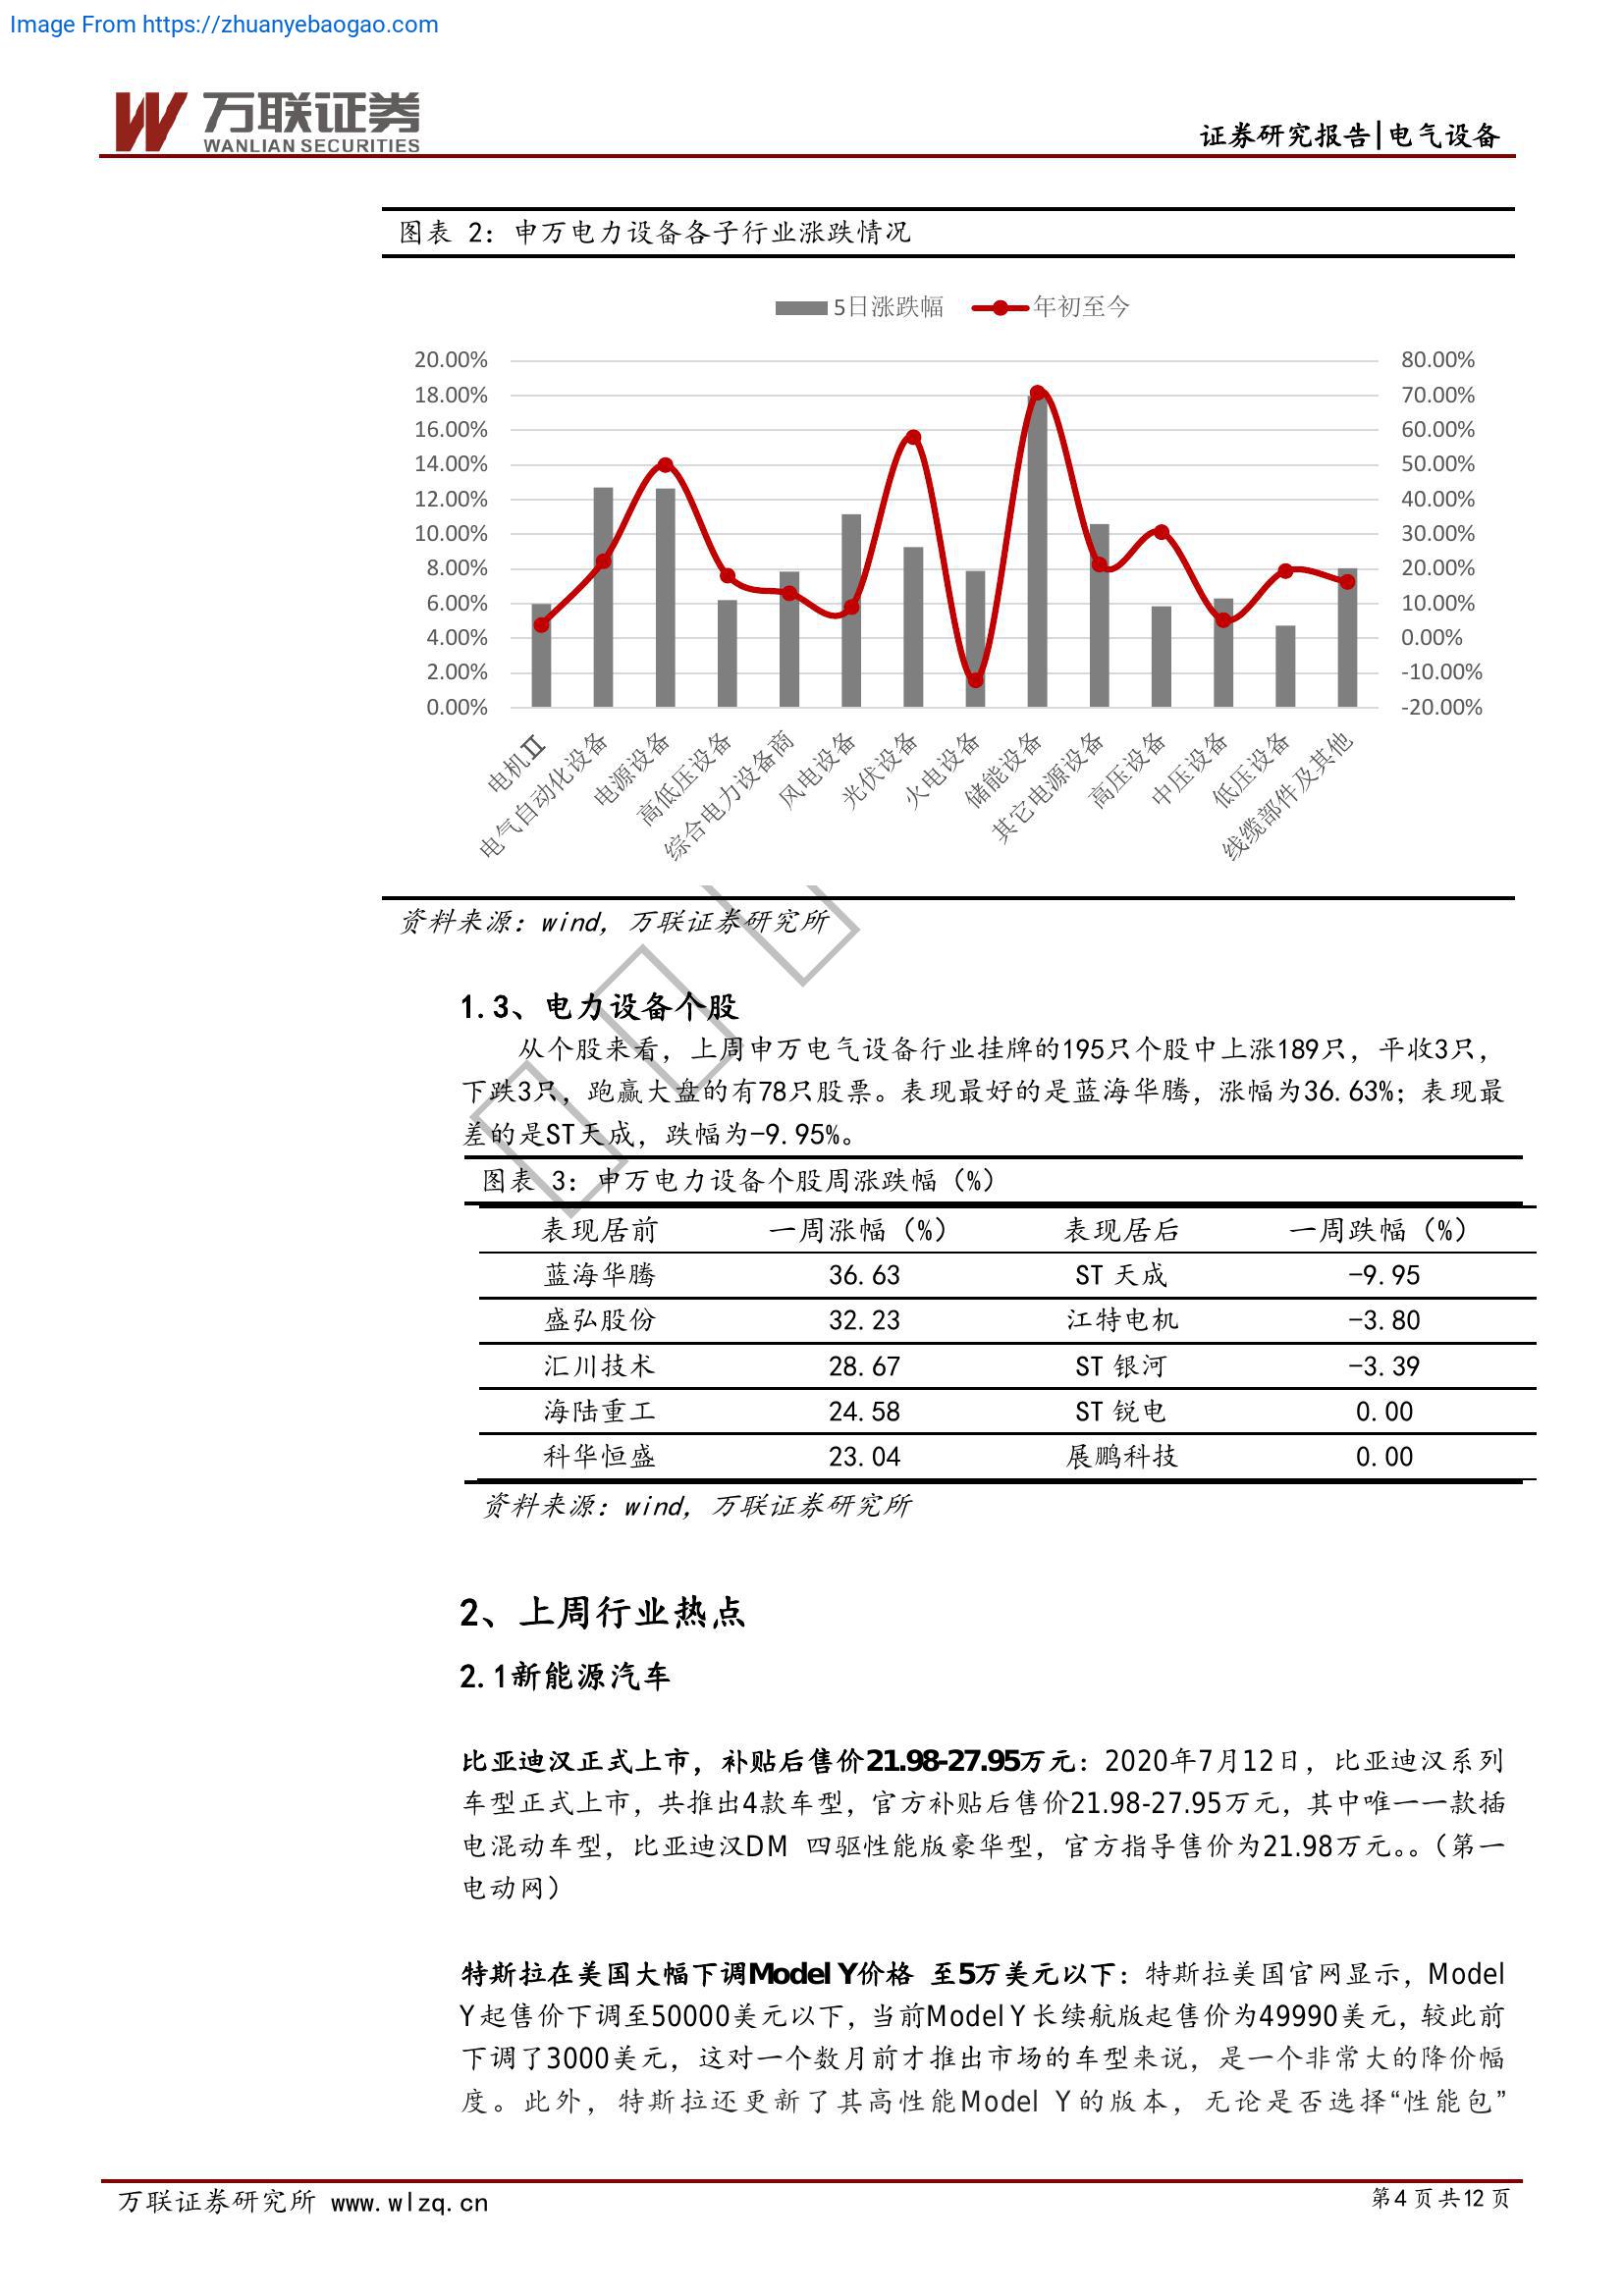 Image From https://zhuanyebaogao.com
万联证券
WANLIAN SECURITIES
证券研究报告|电气设备
图表 2：申万电力设备各子行业涨跌情况
5日涨跌幅 年初至今
20.00% 80.00%
18.00% 70.00%
16.00% 60.00%
14.00% 50.00%
12.00% 40.00%
10.00% 30.00%
8.00% 20.00%
6.00% 10.00%
4.00% 0.00%
2.00% -10.00%
0.00% -20.00%
电机Ⅱ
电气自动化设备
电源设备
高低压设备
综合电力设备商
风电设备
光伏设备
火电设备
储能设备
其它电源设备
高压设备
中压设备
低压设备
线缆部件及其他
资料来源：wind，万联证券研究所
1.3、电力设备个股
从个股来看，上周申万电气设备行业挂牌的195只个股中上涨189只，平收3只，
下跌3只，跑赢大盘的有78只股票。表现最好的是蓝海华腾，涨幅为36.63%；表现最
差的是ST天成，跌幅为-9.95%。
图表 3：申万电力设备个股周涨跌幅（%）
表现居前 一周涨幅（%） 表现居后 一周跌幅（%）
蓝海华腾 36.63 ST 天成 -9.95
盛弘股份 32.23 江特电机 -3.80
汇川技术 28.67 ST 银河 -3.39
海陆重工 24.58 ST 锐电 0.00
科华恒盛 23.04 展鹏科技 0.00
资料来源：wind，万联证券研究所
2、上周行业热点
2.1新能源汽车
比亚迪汉正式上市，补贴后售价21.98-27.95万元：2020年7月12日，比亚迪汉系列
车型正式上市，共推出4款车型，官方补贴后售价21.98-27.95万元，其中唯一一款插
电混动车型，比亚迪汉DM 四驱性能版豪华型，官方指导售价为21.98万元。。（第一
电动网）
特斯拉在美国大幅下调Model Y价格 至5万美元以下：特斯拉美国官网显示，Model
Y起售价下调至50000美元以下，当前Model Y长续航版起售价为49990美元，较此前
下调了3000美元，这对一个数月前才推出市场的车型来说，是一个非常大的降价幅
度。此外，特斯拉还更新了其高性能Model Y的版本，无论是否选择“性能包”
万联证券研究所 www.wlzq.cn
第4页共12页